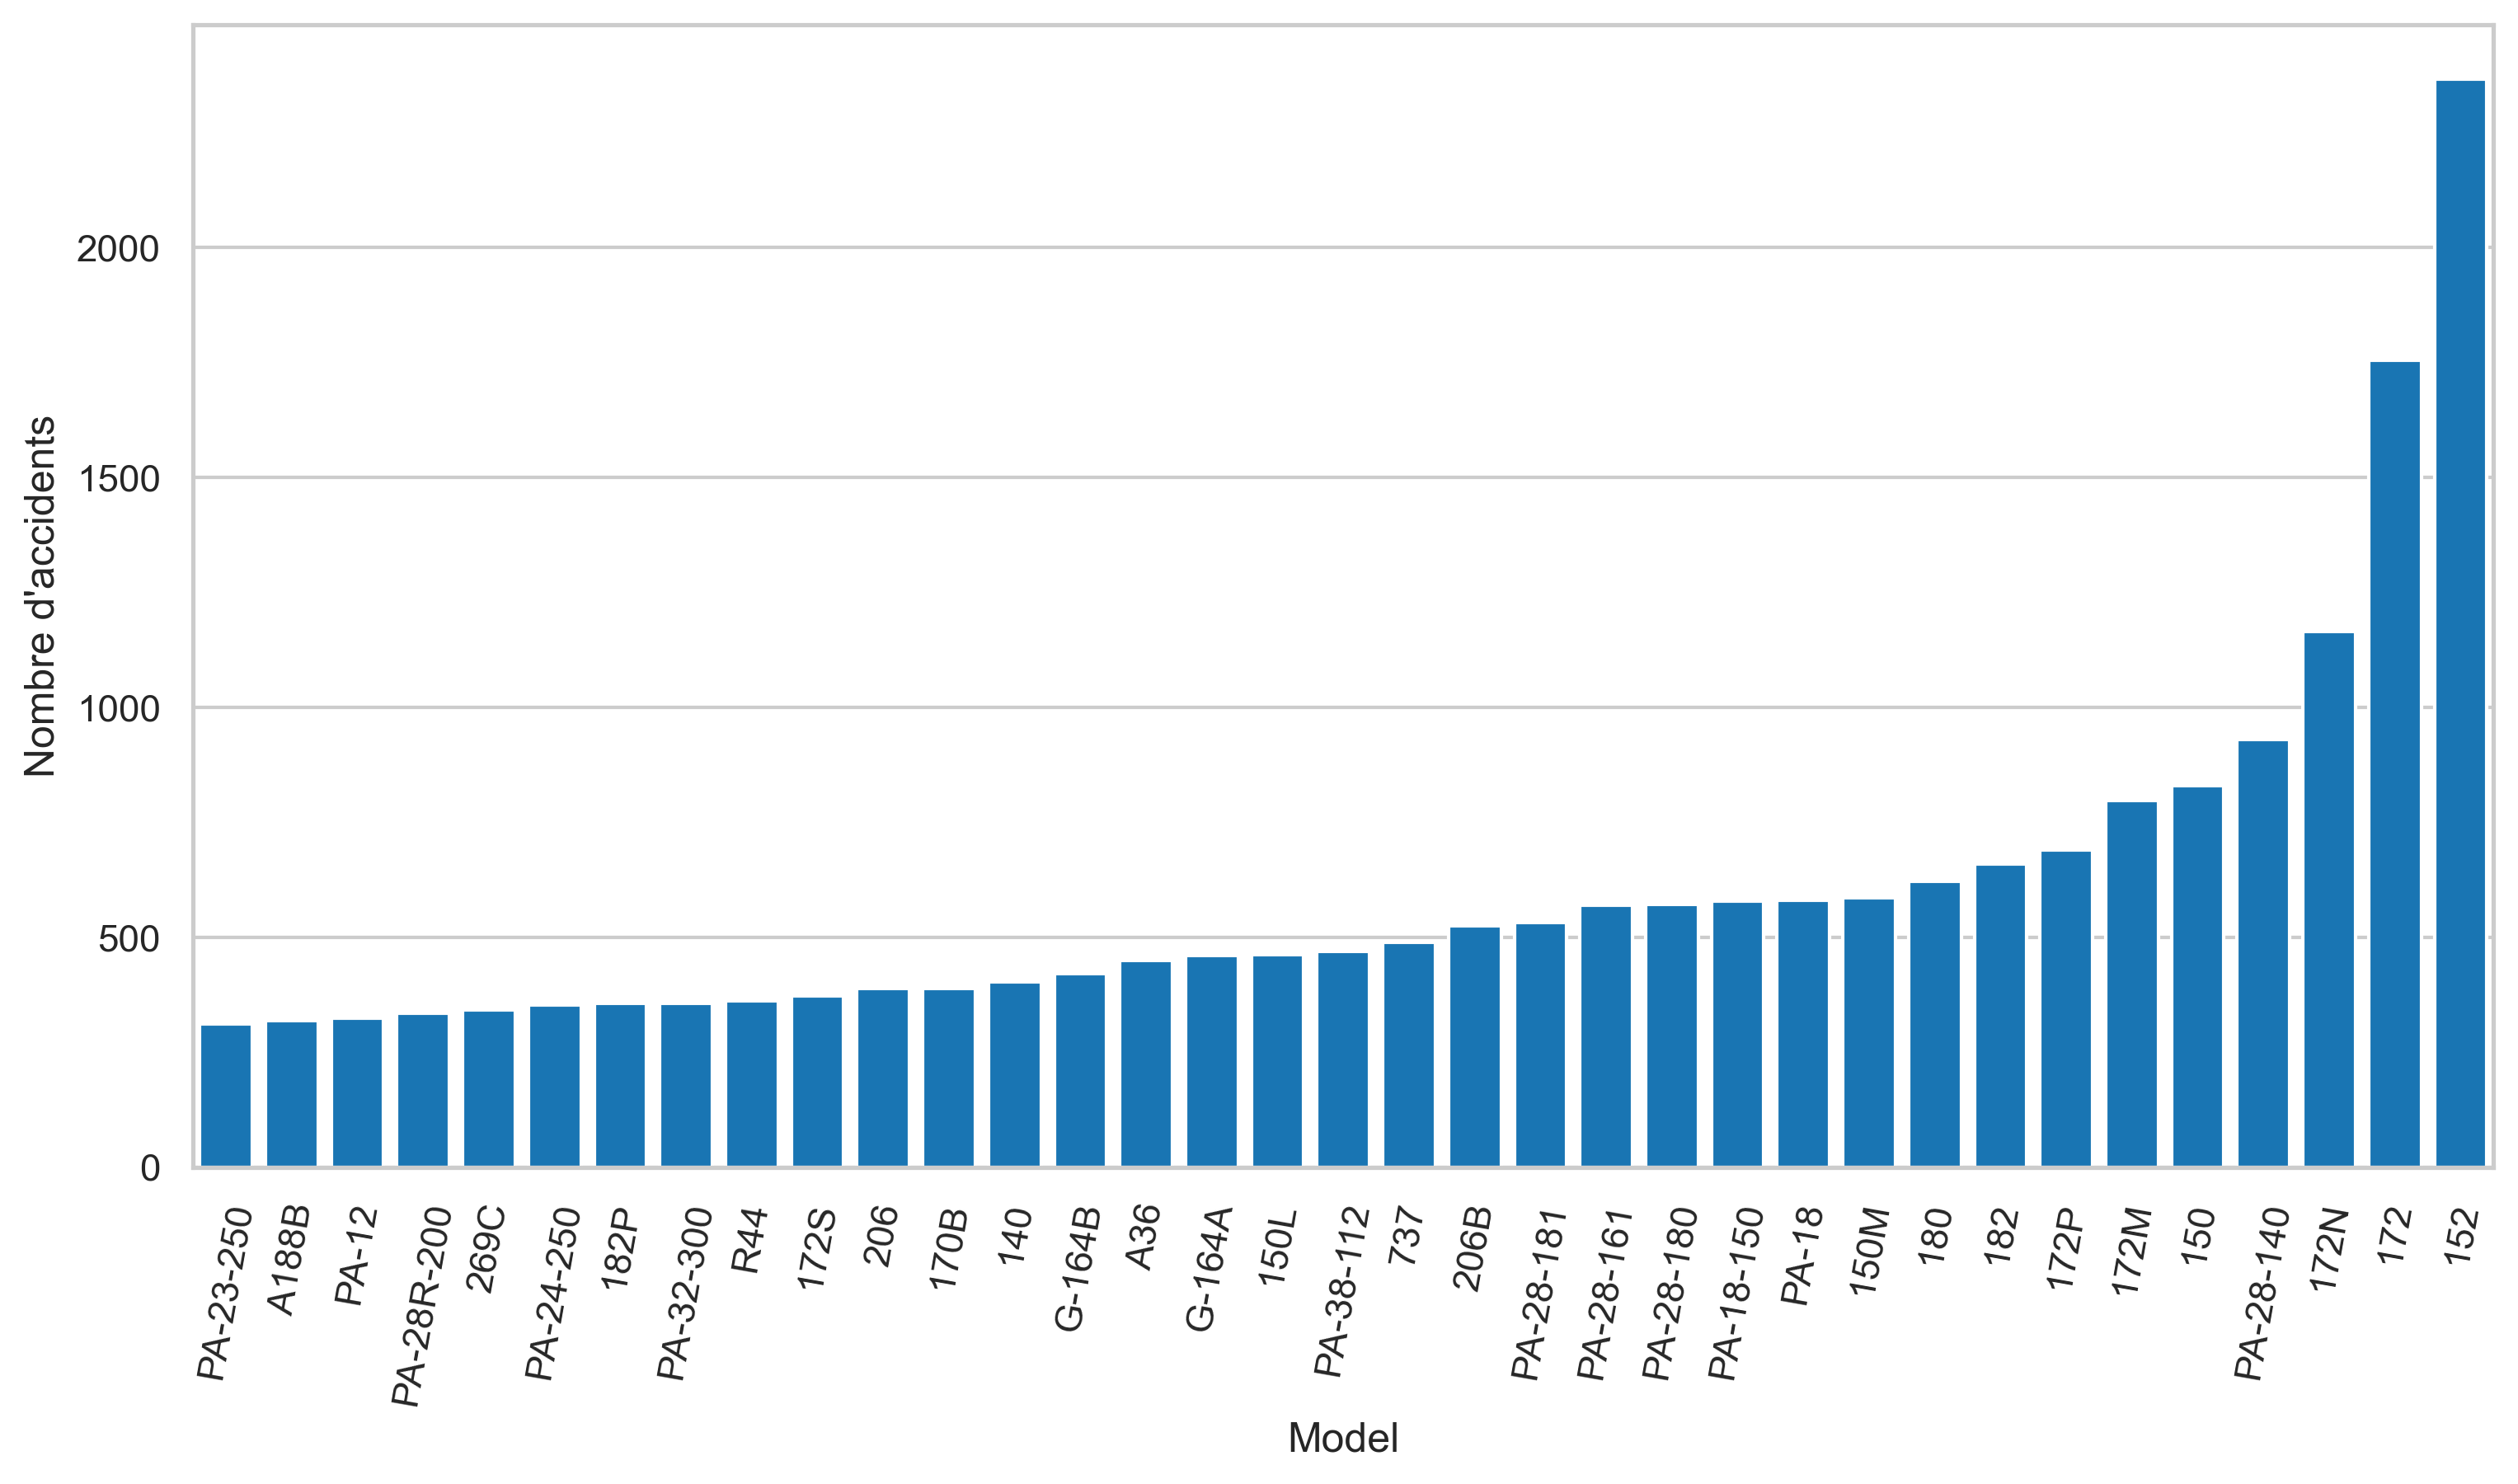 2000
1500
1000
500
0
Nombre d'accidents
PA-23-250
A188B
PA-12
PA-28R-200
269C
PA-24-250
182P
PA-32-300
R44
172S
206
170B
140
G-164B
A36
G-164A
150L
PA-38-112
737
206B
PA-28-181
PA-28-161
PA-28-180
PA-18-150
PA-18
150M
180
182
172P
172M
150
PA-28-140
172N
172
152
Model